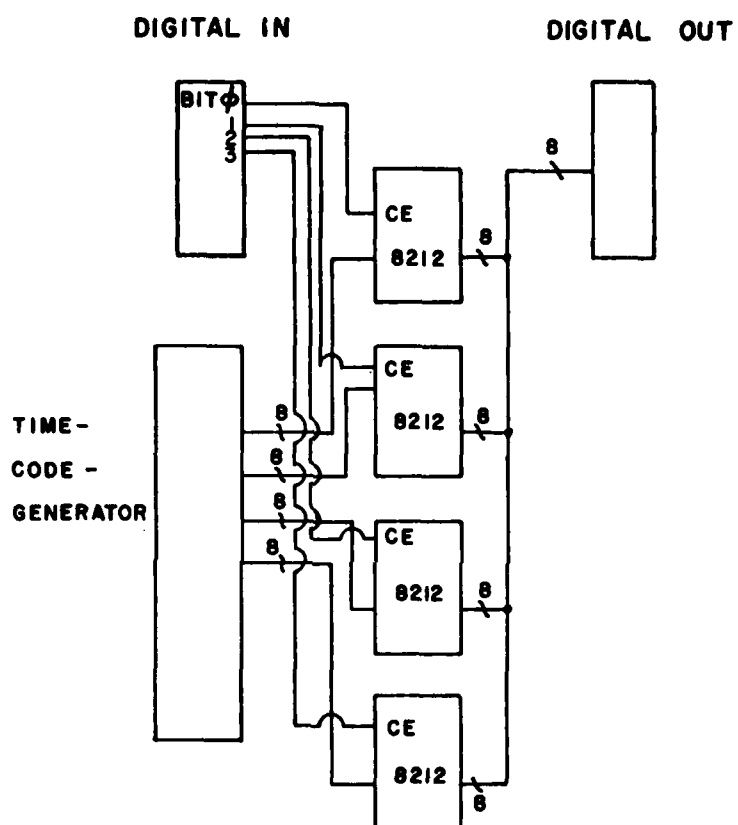 DIGITAL IN
DIGITAL OUT
BITφ
1
2
3
8
CE
8212
8
CE
8212
8
TIME-
CODE-
GENERATOR
8
8
8
8
CE
8212
8
CE
8212
8